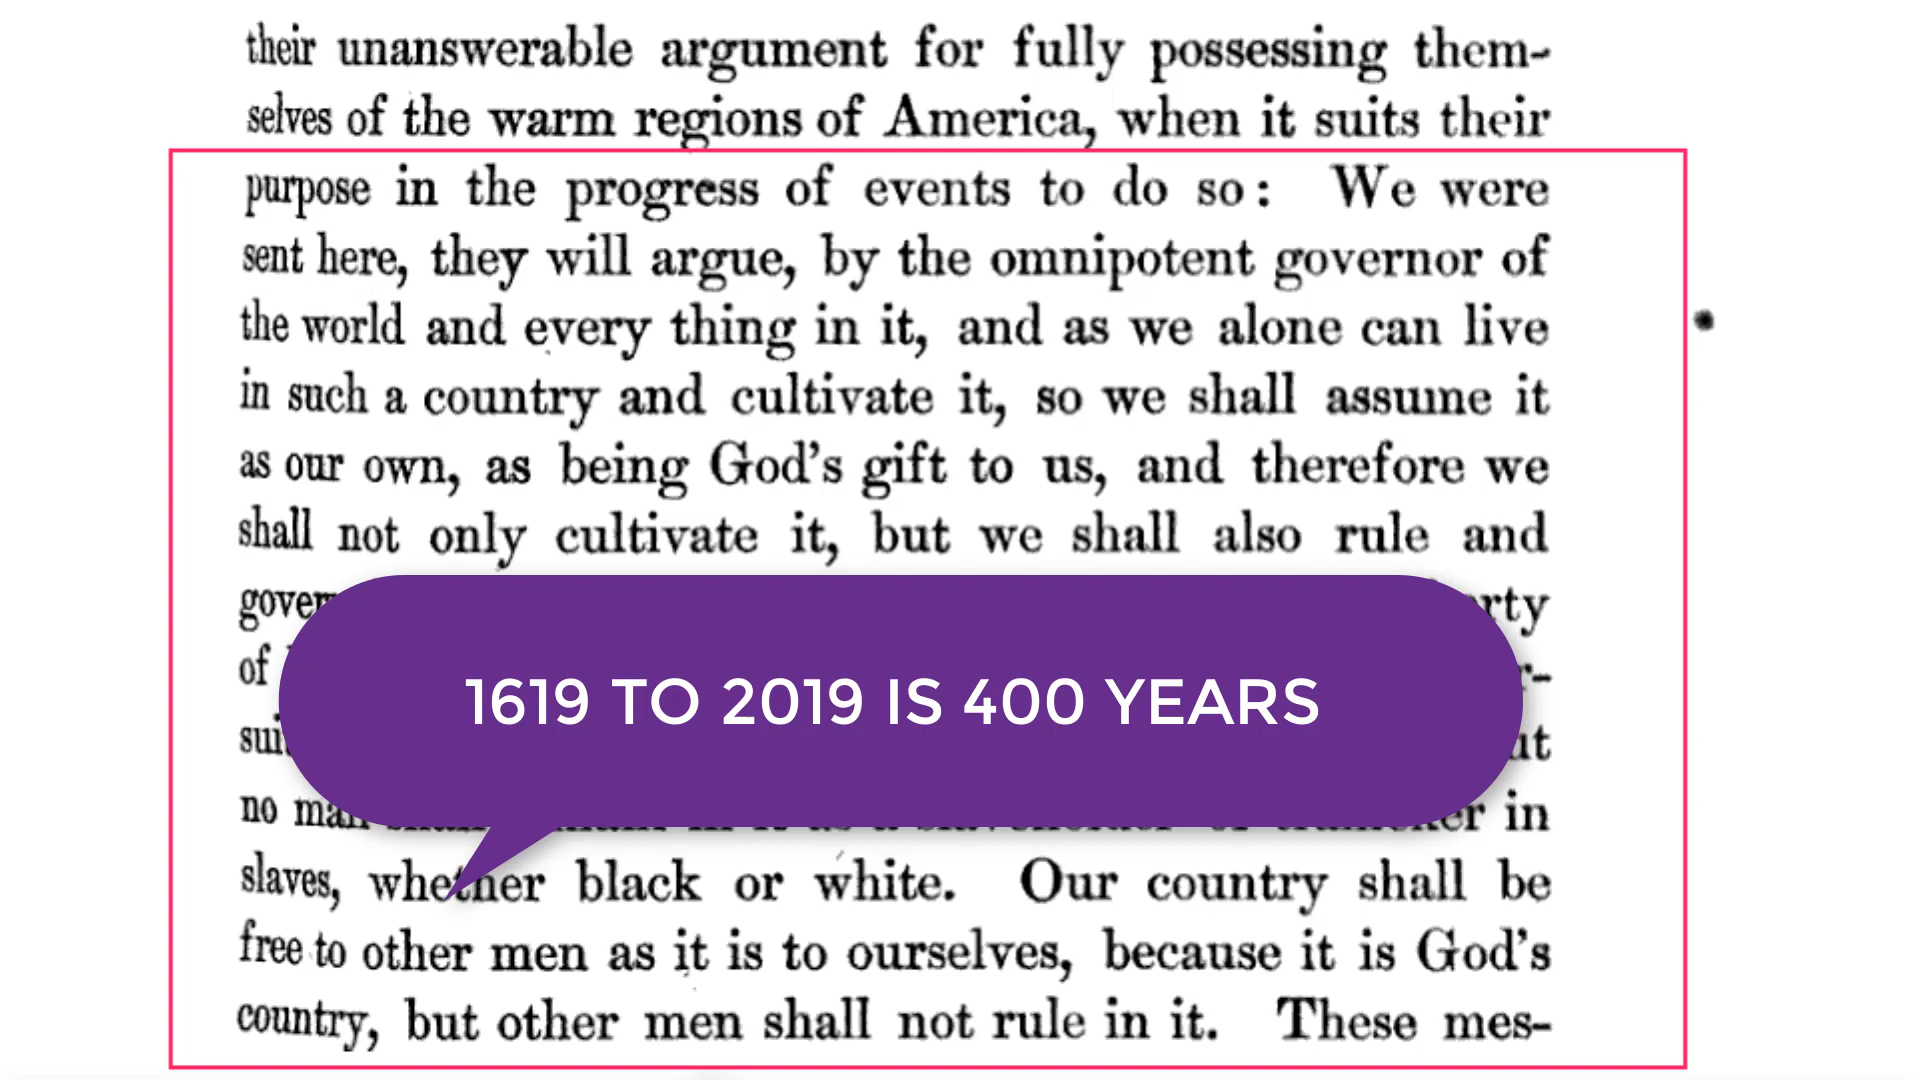 their unanswerable argument for fully possessing them-
selves of the warm regions of America, when it suits their
purpose in the progress of events to do so: We were
sent here, they will argue, by the omnipotent governor of
the world and every thing in it, and as we alone can live
in such a country and cultivate it, so we shall assume it
as our own, as being God's gift to us, and therefore we
shall not only cultivate it, but we shall also rule and
of
1619 TO 2019 IS 400 YEARS
no in
slaves, whether black or white. Our country shall be
free to other men as it is to ourselves, because it is God's
country, but other men shall not rule in it. These mes-